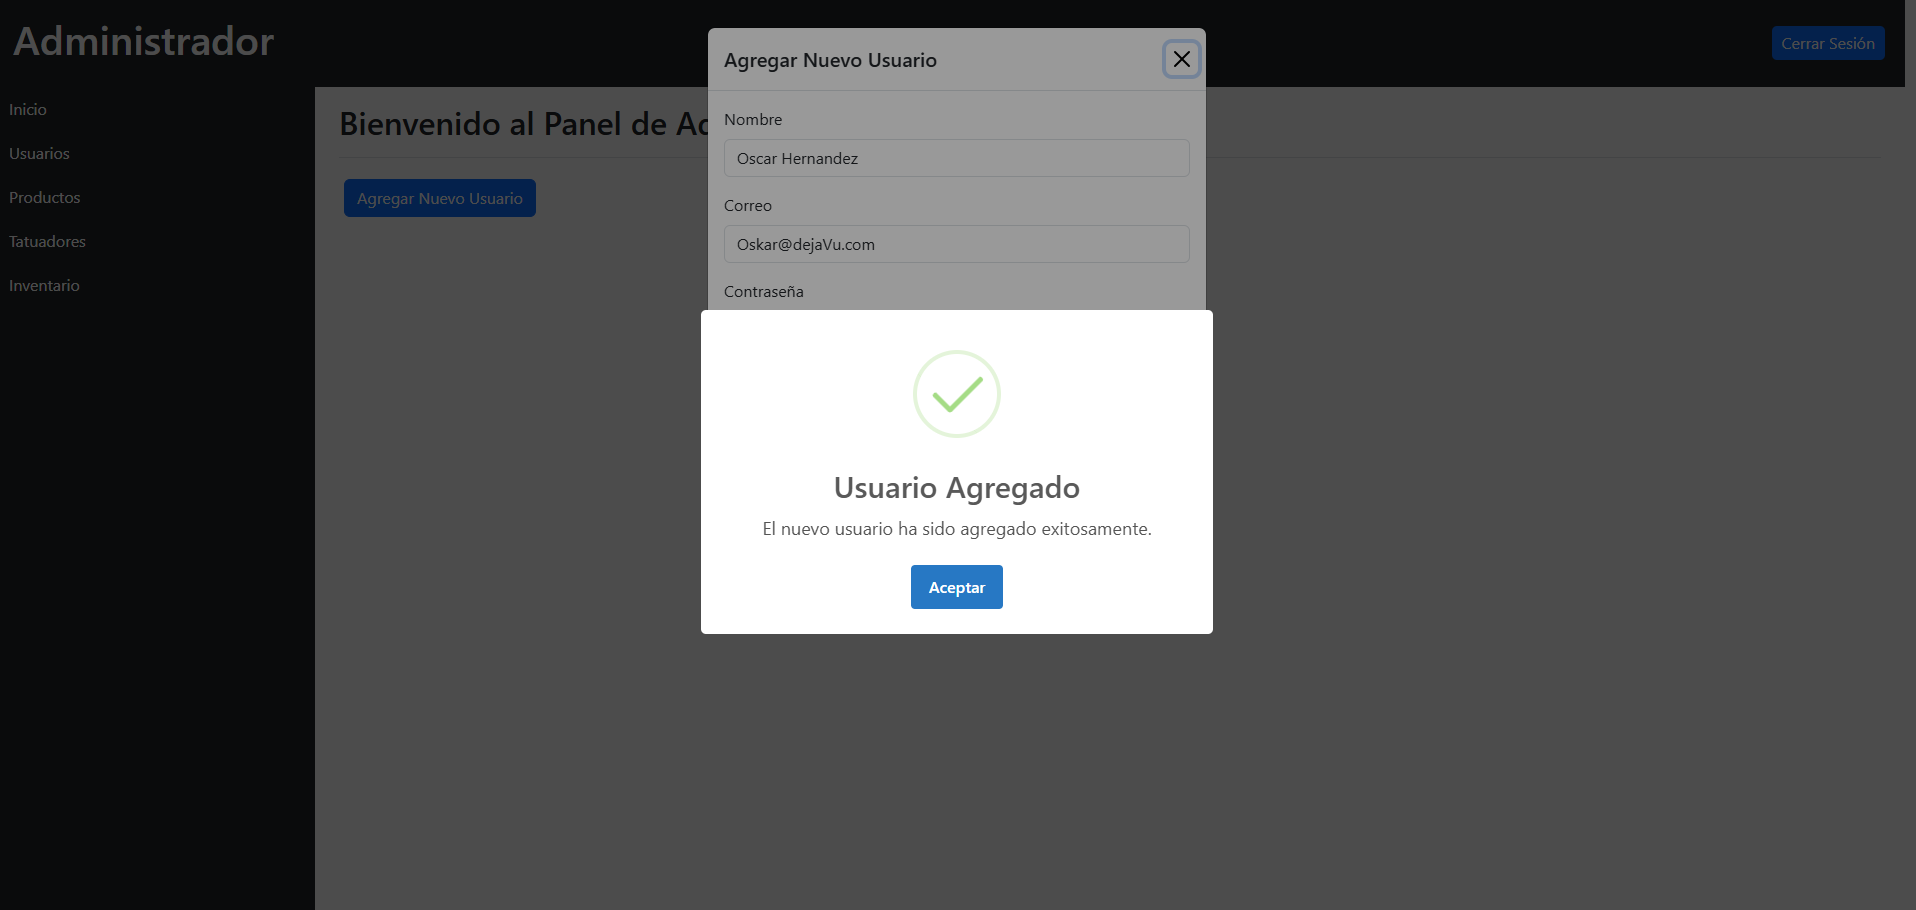 Administrador
Cerrar Sesión
Inicio
Usuarios
Productos
Tatuadores
Inventario
Bienvenido al Panel de
Agregar Nuevo Usuario
Agregar Nuevo Usuario
Nombre
Oscar Hernandez
Correo
Oskar@dejaVu.com
Contraseña
Usuario Agregado
El nuevo usuario ha sido agregado exitosamente.
Aceptar